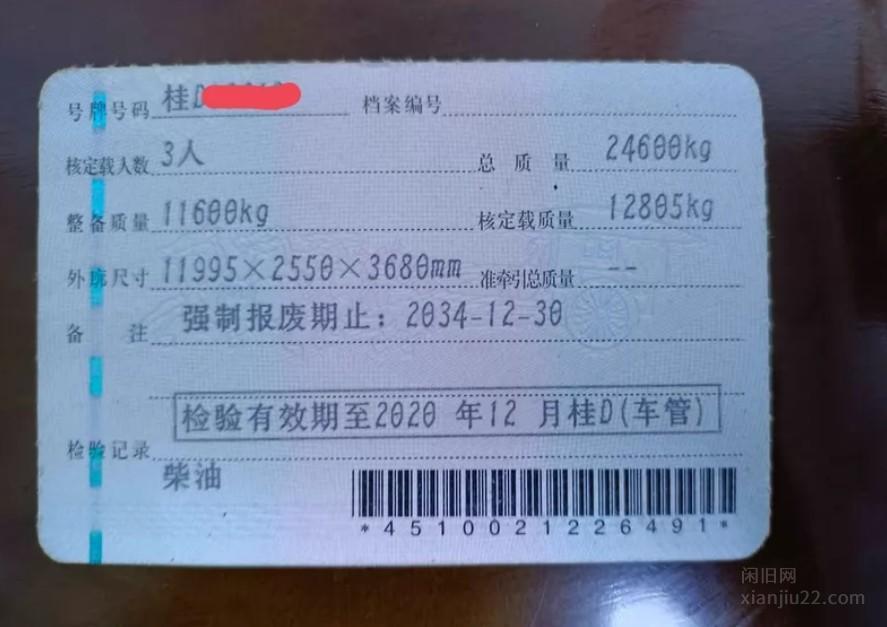 号牌号码 桂D 档案编号
核定载人数 3人 总质量 24600kg
整备质量 11600kg 核定载质量 12805kg
外廓尺寸 11995×2550×3680mm 准牵引总质量 --
备注 强制报废期止：2034-12-30
检验有效期至2020 年12 月桂D(车管)
检验记录
柴油
*4510021226491*
闲旧网
xianjiu22.com